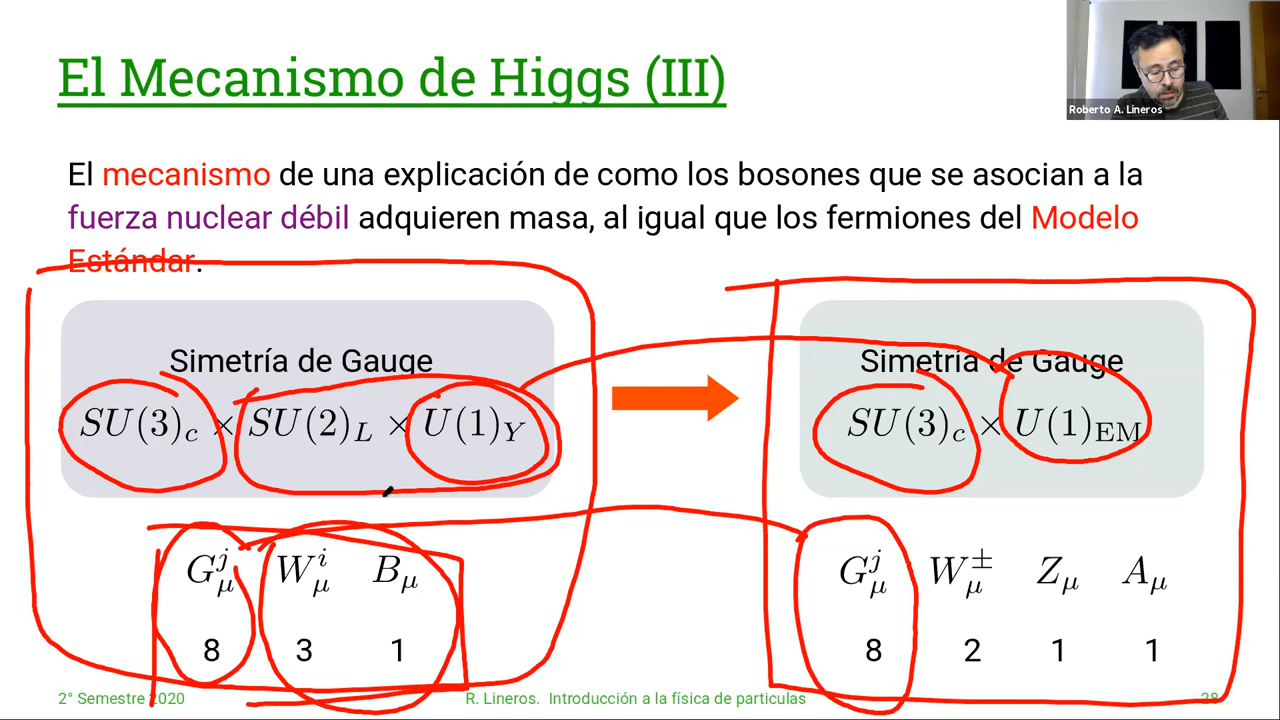 El Mecanismo de Higgs (III)
Roberto A. Lineros
El mecanismo de una explicación de como los bosones que se asocian a la
fuerza nuclear débil adquieren masa, al igual que los fermiones del Modelo
Estándar.
Simetría de Gauge
SU(3)_c × SU(2)_L × U(1)_Y
G^j_μ W^i_μ B_μ
8 3 1
Simetría de Gauge
SU(3)_c × U(1)_EM
G^j_μ W^±_μ Z_μ A_μ
8 2 1 1
2° Semestre 2020
R. Lineros. Introducción a la física de particulas
28